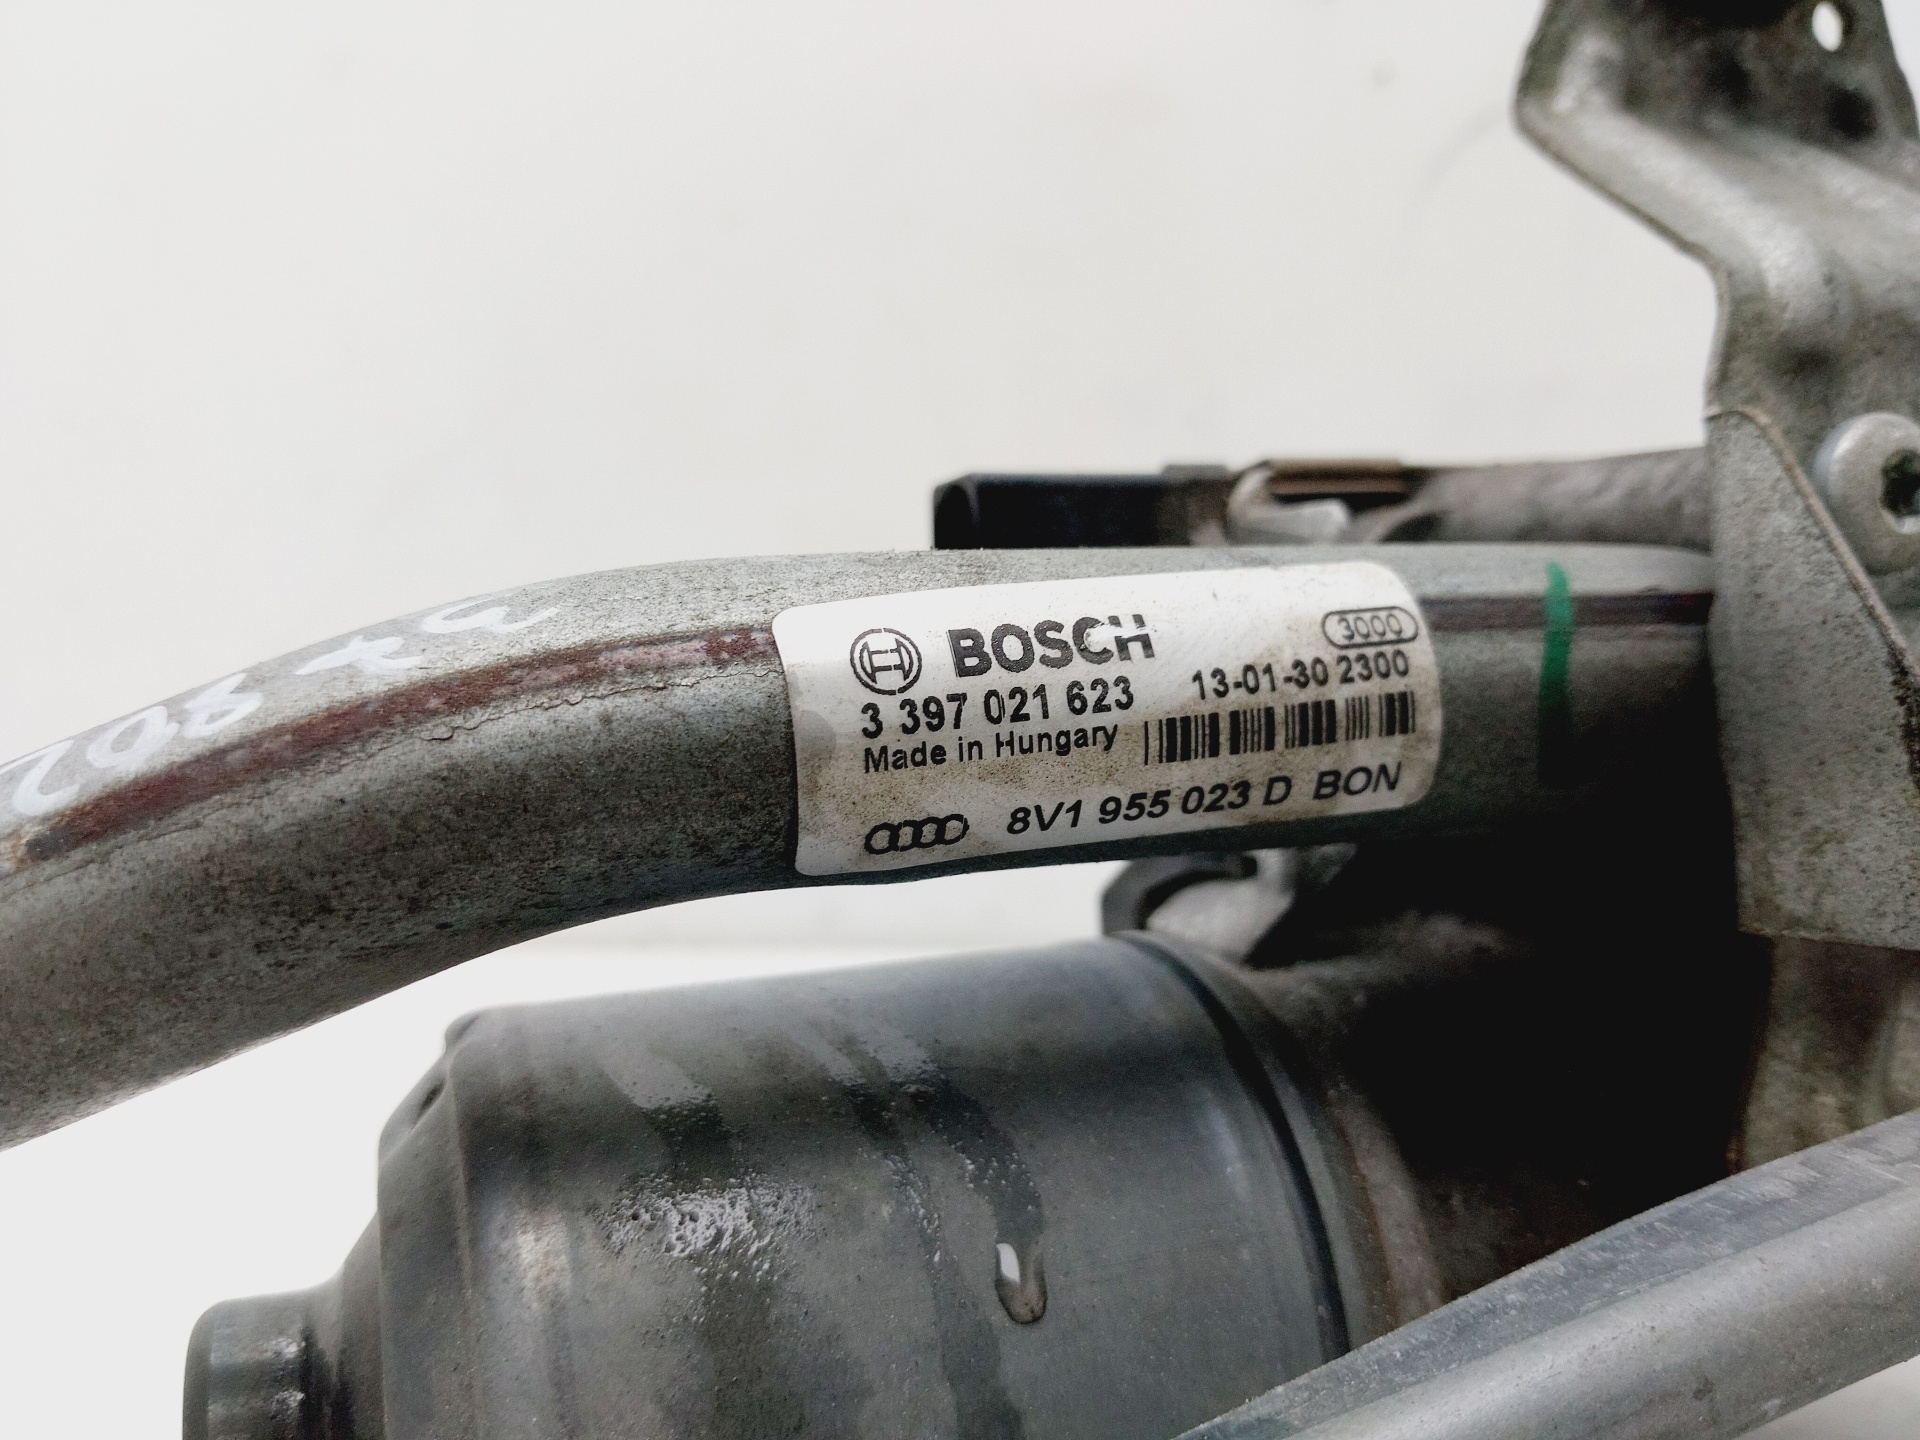 BOSCH 3000
3 397 021 623 13-01-30 2300
Made in Hungary
8V1 955 023 D BON